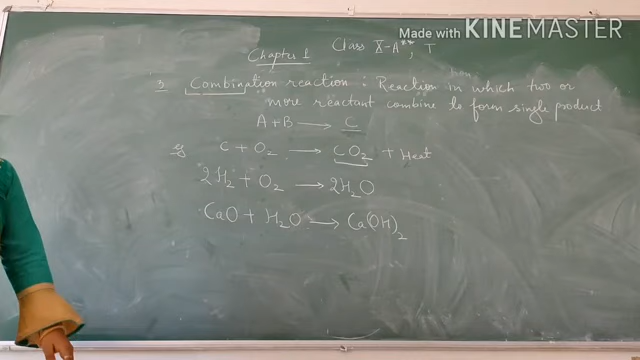 Made with KINEMASTER
Chapter 1 Class X-A**, T
3 Combination reaction : Reaction in which two or
more reactant combine to form single product
A + B → C
eg C + O₂ → CO₂ + Heat
2H₂ + O₂ → 2H₂O
CaO + H₂O → Ca(OH)₂